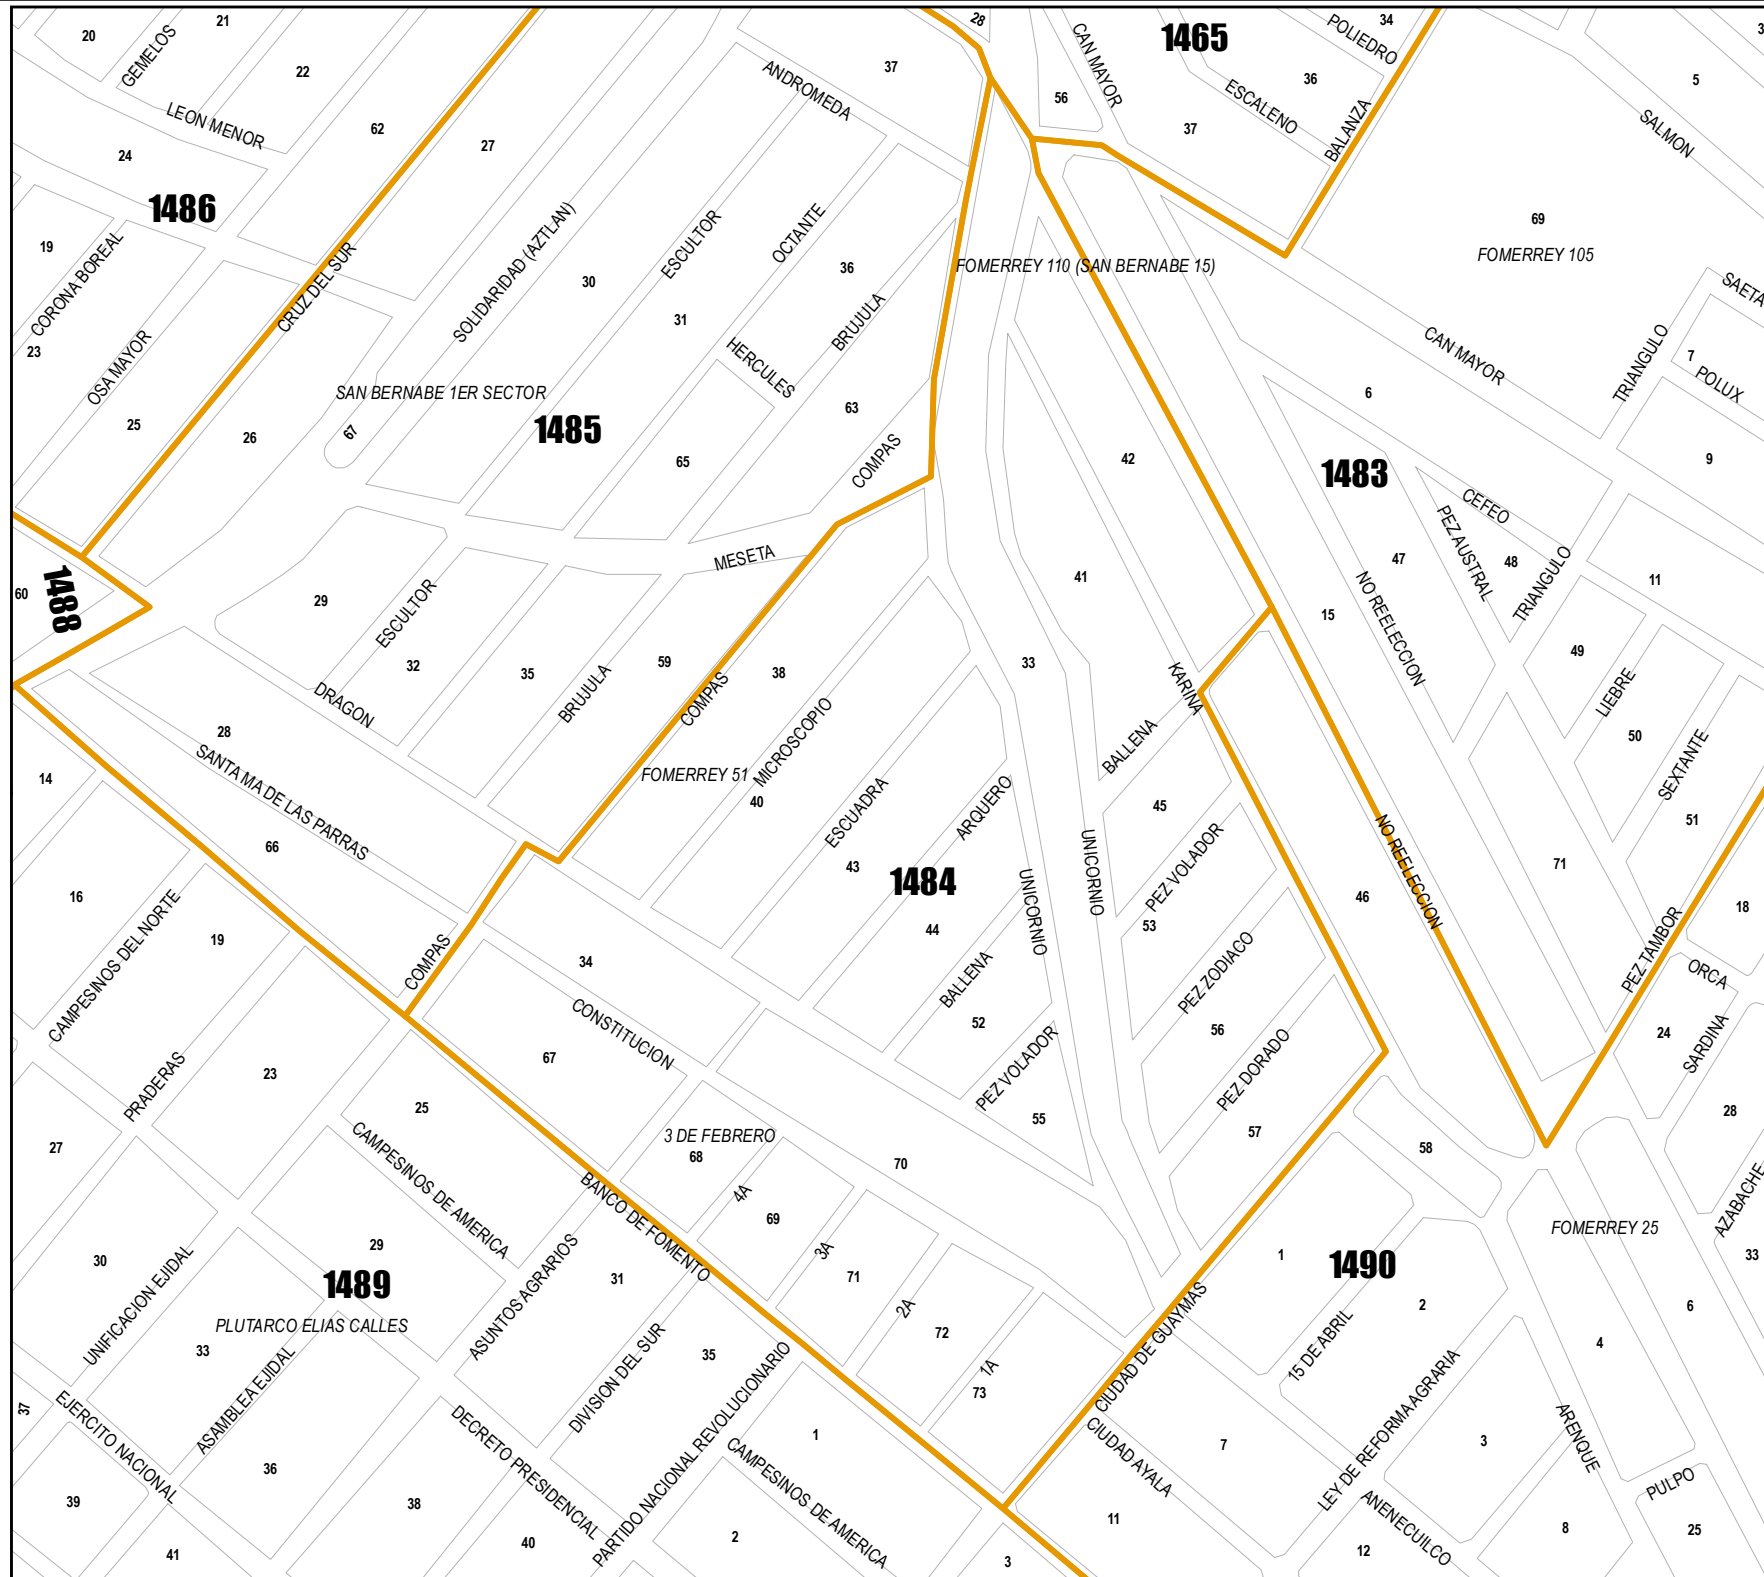 20
GEMELOS
21
22
LEON MENOR
24
62
27
ANDROMEDA
37
28
CAN MAYOR
1465
POLIEDRO
34
36
ESCALENO
56
37
BALANZA
5
SALMON
1486
19
CORONA BOREAL
23
OSA MAYOR
25
CRUZ DEL SUR
26
67
SOLIDARIDAD (AZTLAN)
30
ESCULTOR
31
OCTANTE
36
BRUJULA
HERCULES
63
65
COMPAS
SAN BERNABE 1ER SECTOR
1485
FOMERREY 110 (SAN BERNABE 15)
69
FOMERREY 105
SAETA
TRIANGULO
7
POLUX
9
CAN MAYOR
6
1483
CEFEO
PEZ AUSTRAL
48
47
TRIANGULO
11
NO REELECCION
15
49
LIEBRE
50
SEXTANTE
51
71
18
42
41
33
MESETA
1488
60
29
ESCULTOR
32
35
BRUJULA
59
COMPAS
38
MICROSCOPIO
FOMERREY 51
40
DRAGON
28
SANTA MA DE LAS PARRAS
66
14
16
CAMPESINOS DEL NORTE
19
COMPAS
ESCUADRA
43
ARQUERO
1484
44
UNICORNIO
UNICORNIO
BALLENA
KARINA
45
PEZ VOLADOR
53
PEZ ZODIACO
56
PEZ DORADO
57
46
NO REELECCION
PEZ TAMBOR
ORCA
24
SARDINA
28
AZABACHE
33
34
CONSTITUCION
67
BALLENA
52
PEZ VOLADOR
55
70
3 DE FEBRERO
68
4A
69
3A
71
2A
72
1A
73
BANCO DE FOMENTO
PRADERAS
23
25
CAMPESINOS DE AMERICA
27
30
UNIFICACION EJIDAL
29
1489
PLUTARCO ELIAS CALLES
33
ASAMBLEA EJIDAL
ASUNTOS AGRARIOS
31
DIVISION DEL SUR
35
PARTIDO NACIONAL REVOLUCIONARIO
37
EJERCITO NACIONAL
36
39
41
38
DECRETO PRESIDENCIAL
40
1
CAMPESINOS DE AMERICA
2
3
CIUDAD DE GUAYMAS
CIUDAD AYALA
11
7
58
1
1490
15 DE ABRIL
2
LEY DE REFORMA AGRARIA
3
ANENECUILCO
12
FOMERREY 25
6
4
ARENQUE
PULPO
8
25